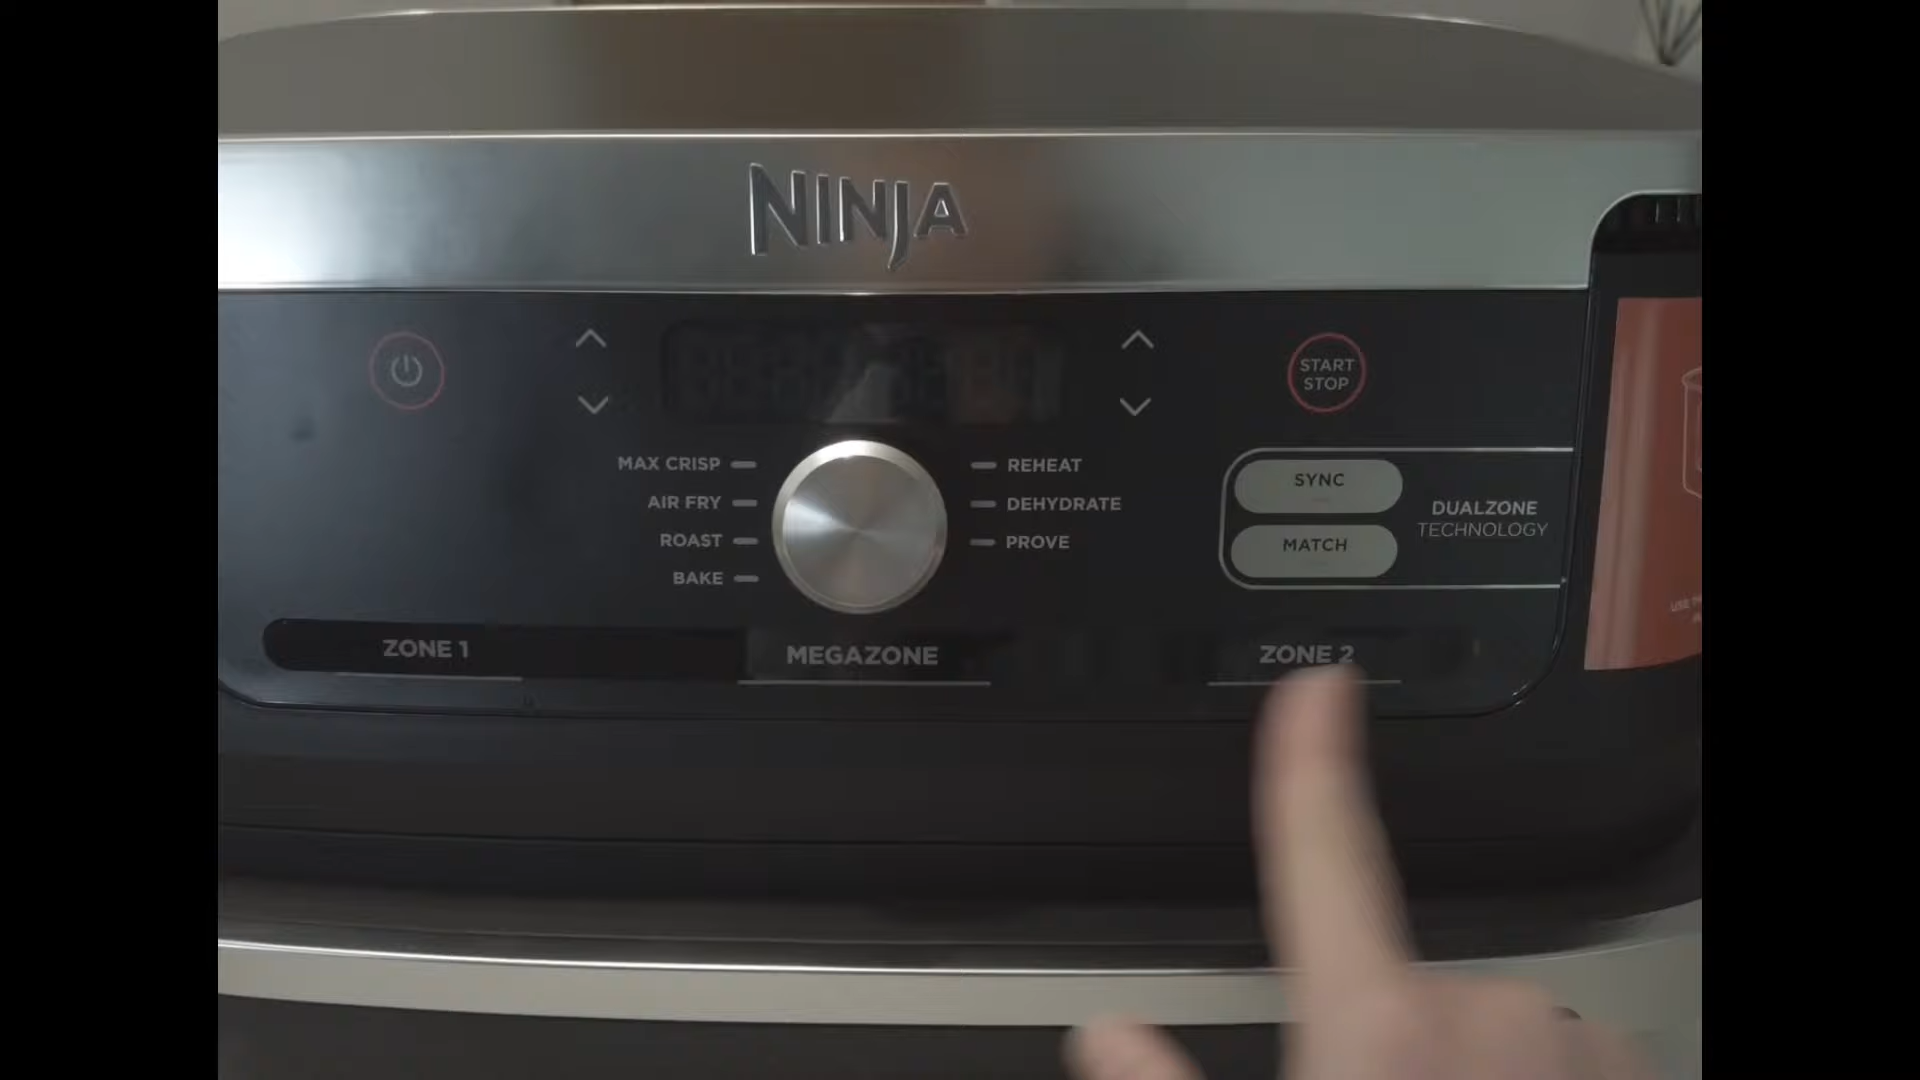 NINJA
START
STOP
MAX CRISP
AIR FRY
ROAST
BAKE
REHEAT
DEHYDRATE
PROVE
SYNC
MATCH
DUALZONE
TECHNOLOGY
ZONE 1
MEGAZONE
ZONE 2
USE